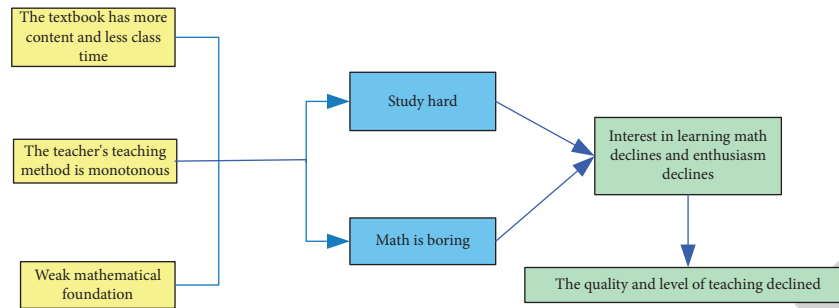 The textbook has more
content and less class
time
The teacher's teaching
method is monotonous
Weak mathematical
foundation
Study hard
Math is boring
Interest in learning math
declines and enthusiasm
declines
The quality and level of teaching declined